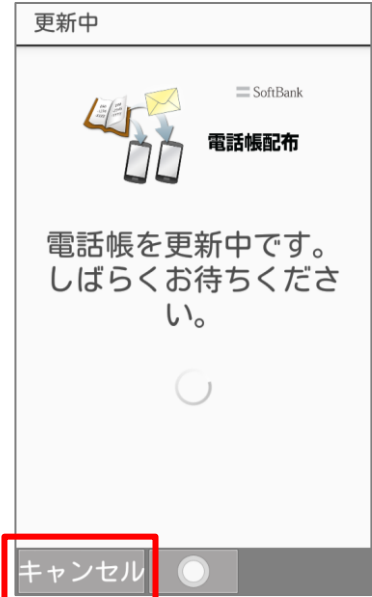 更新中
SoftBank
電話帳配布
電話帳を更新中です。
しばらくお待ちくださ
い。
キャンセル